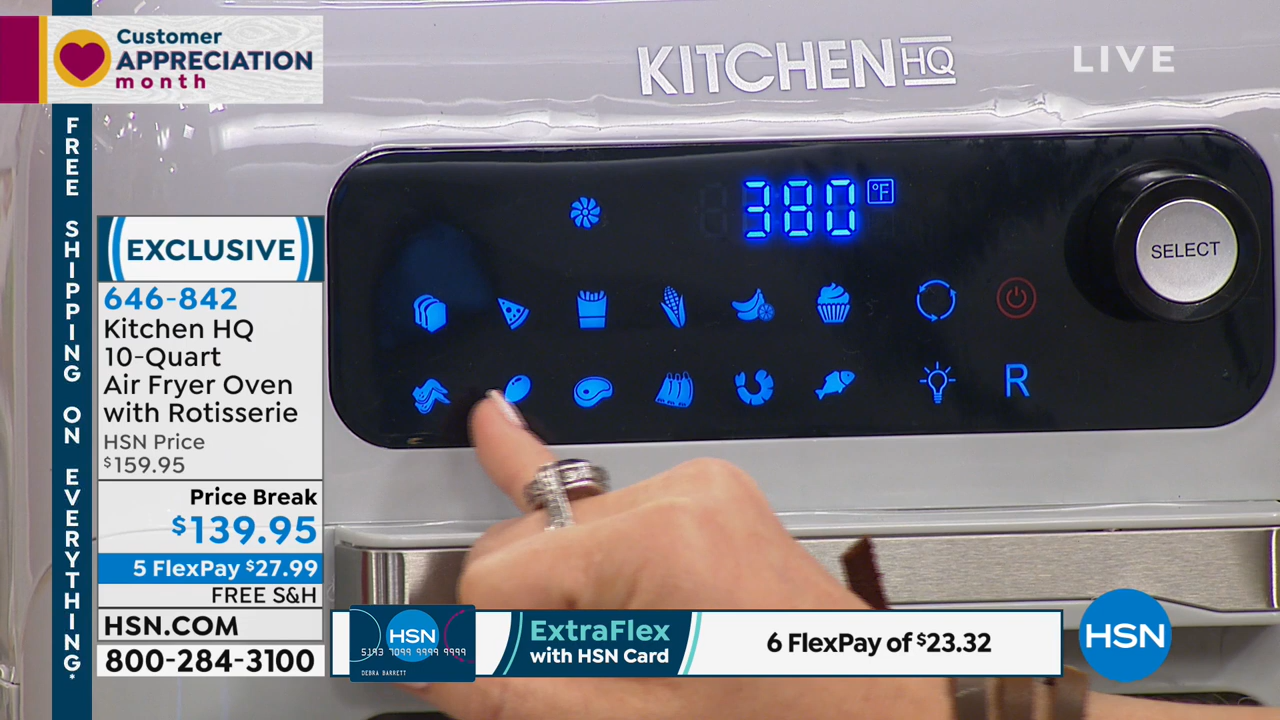 Customer
APPRECIATION
month
FREE SHIPPING ON EVERYTHING*
KITCHEN HQ
LIVE
380 °F
SELECT
R
EXCLUSIVE
646-842
Kitchen HQ
10-Quart
Air Fryer Oven
with Rotisserie
HSN Price
$159.95
Price Break
$139.95
5 FlexPay $27.99
FREE S&H
HSN.COM
800-284-3100
HSN
5193 7099 9999 9999
DEBRA BARRETT
ExtraFlex
with HSN Card
6 FlexPay of $23.32
HSN